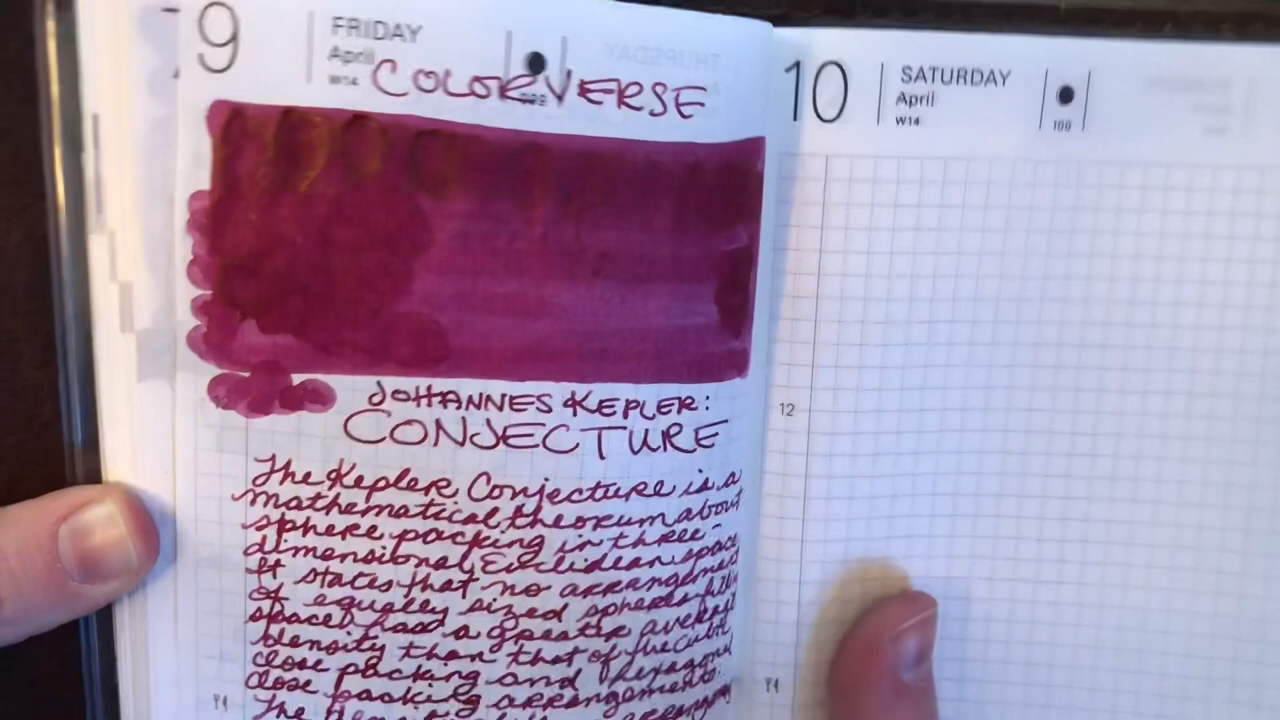 9 FRIDAY
April
W14
COLORVERSE
JOHANNES KEPLER:
CONJECTURE
The Kepler Conjecture is a
mathematical theorum about
sphere packing in three-
dimensional Euclidean space
It states that no arrangement
of equally sized spheres filling
space has a greater average
density than that of the cubic
close packing and hexagonal
close packing arrangements.
The
10 SATURDAY
April
W14
100
12